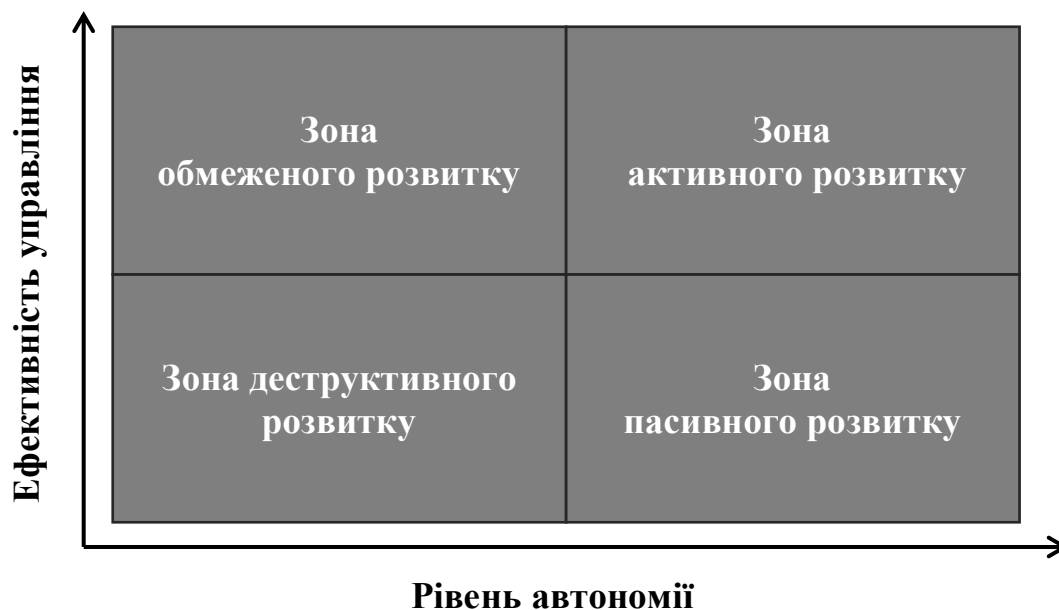 Ефективність управління
Зона
обмеженого розвитку
Зона
активного розвитку
Зона деструктивного
розвитку
Зона
пасивного розвитку
Рівень автономії